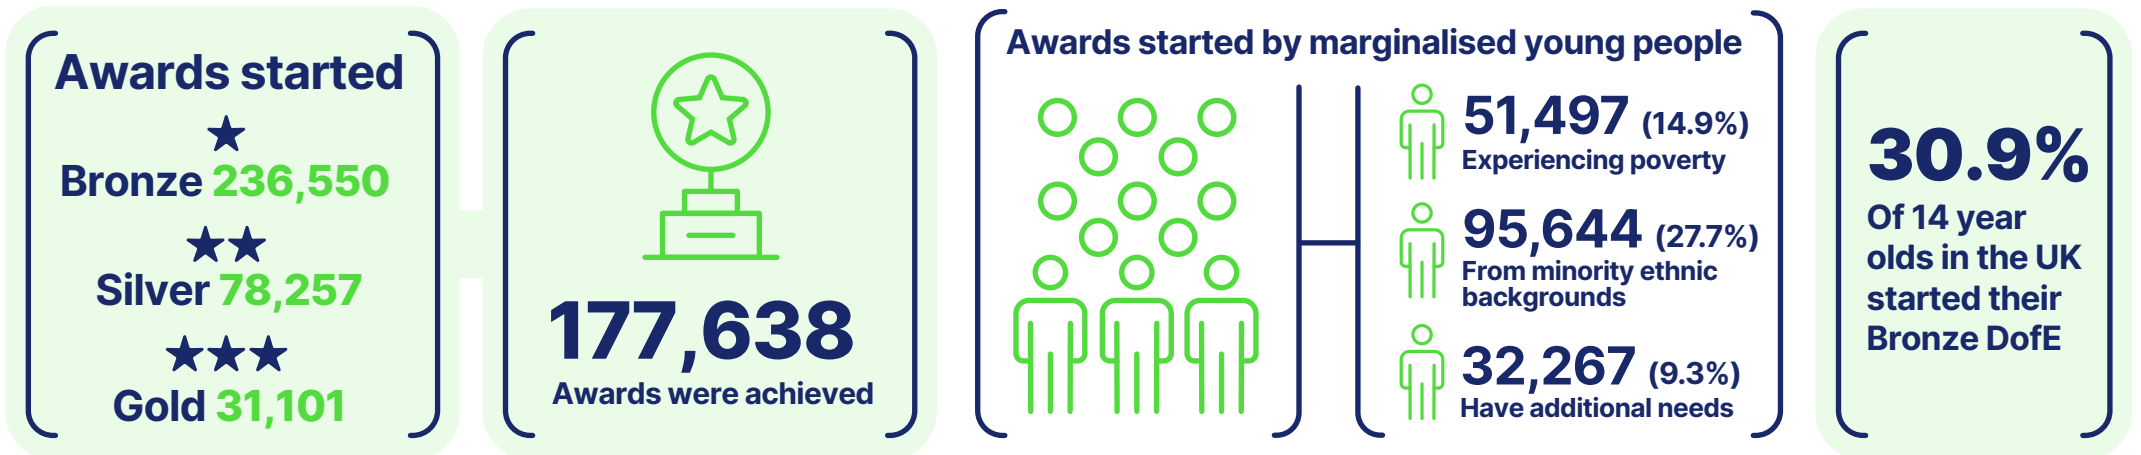 Awards started
Bronze 236,550
Silver 78,257
Gold 31,101
177,638
Awards were achieved
Awards started by marginalised young people
51,497 (14.9%)
Experiencing poverty
95,644 (27.7%)
From minority ethnic
backgrounds
32,267 (9.3%)
Have additional needs
30.9%
Of 14 year
olds in the UK
started their
Bronze DofE